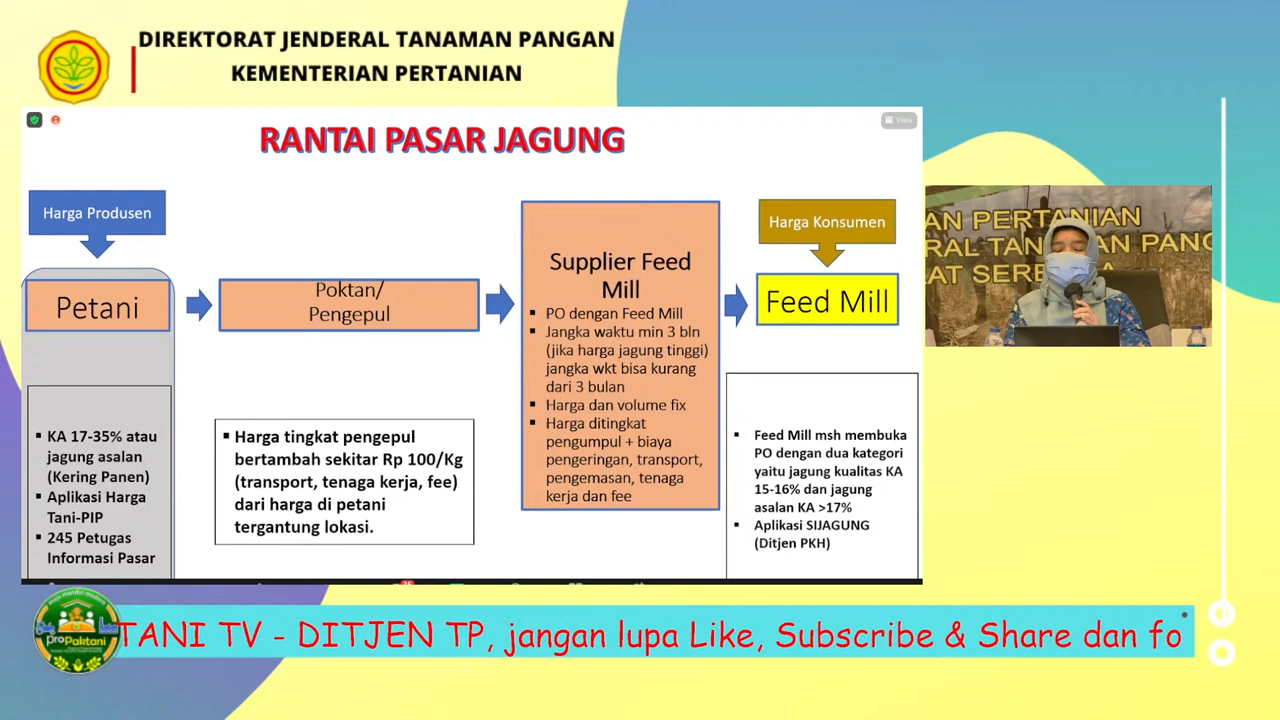 DIREKTORAT JENDERAL TANAMAN PANGAN
KEMENTERIAN PERTANIAN
View
RANTAI PASAR JAGUNG
Harga Produsen
Petani
▪ KA 17-35% atau
jagung asalan
(Kering Panen)
▪ Aplikasi Harga
Tani-PIP
▪ 245 Petugas
Informasi Pasar
Poktan/
Pengepul
▪ Harga tingkat pengepul
bertambah sekitar Rp 100/Kg
(transport, tenaga kerja, fee)
dari harga di petani
tergantung lokasi.
Supplier Feed
Mill
▪ PO dengan Feed Mill
▪ Jangka waktu min 3 bln
(jika harga jagung tinggi)
jangka wkt bisa kurang
dari 3 bulan
▪ Harga dan volume fix
▪ Harga ditingkat
pengumpul + biaya
pengeringan, transport,
pengemasan, tenaga
kerja dan fee
Harga Konsumen
Feed Mill
▪ Feed Mill msh membuka
PO dengan dua kategori
yaitu jagung kualitas KA
15-16% dan jagung
asalan KA >17%
▪ Aplikasi SIJAGUNG
(Ditjen PKH)
AN PERTANIAN
ERAL TAN AN PANG
AT SERE A
proPaktani
TANI TV - DITJEN TP, jangan lupa Like, Subscribe & Share dan fo